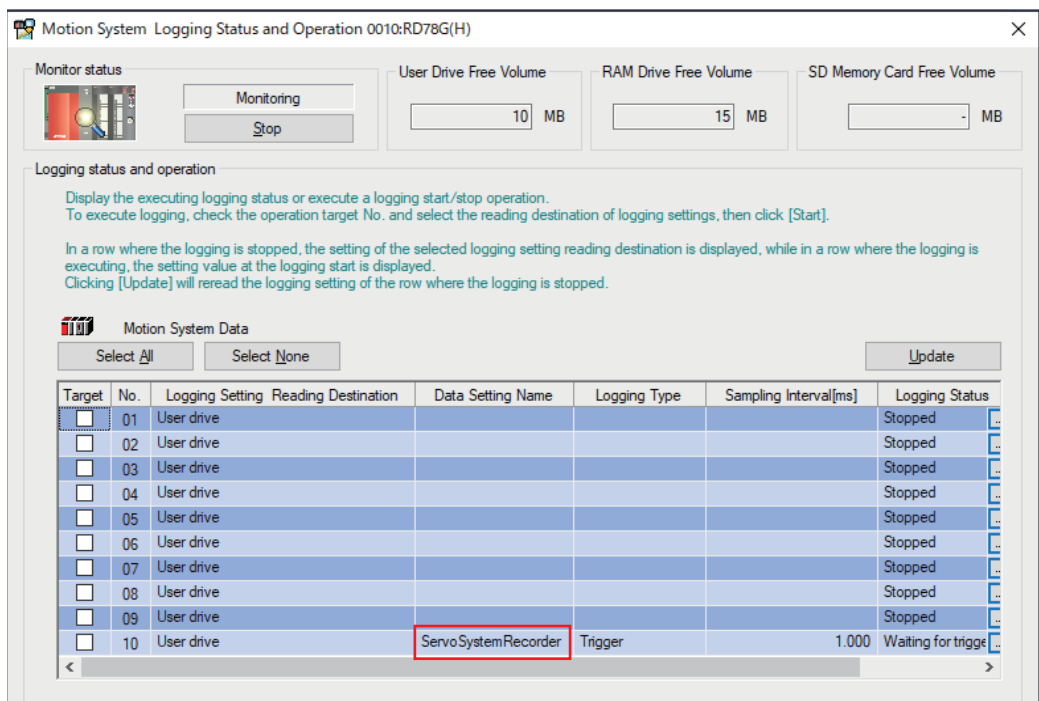 Motion System Logging Status and Operation 0010:RD78G(H)
Monitor status
Monitoring
Stop
User Drive Free Volume
10 MB
RAM Drive Free Volume
15 MB
SD Memory Card Free Volume
- MB
Logging status and operation
Display the executing logging status or execute a logging start/stop operation.
To execute logging, check the operation target No. and select the reading destination of logging settings, then click [Start].
In a row where the logging is stopped, the setting of the selected logging setting reading destination is displayed, while in a row where the logging is
executing, the setting value at the logging start is displayed.
Clicking [Update] will reread the logging setting of the row where the logging is stopped.
Motion System Data
Select All Select None Update
Target No. Logging Setting Reading Destination Data Setting Name Logging Type Sampling Interval[ms] Logging Status
01 User drive Stopped ..
02 User drive Stopped ..
03 User drive Stopped ..
04 User drive Stopped ..
05 User drive Stopped ..
06 User drive Stopped ..
07 User drive Stopped ..
08 User drive Stopped ..
09 User drive Stopped ..
10 User drive ServoSystemRecorder Trigger 1.000 Waiting for trigge ..